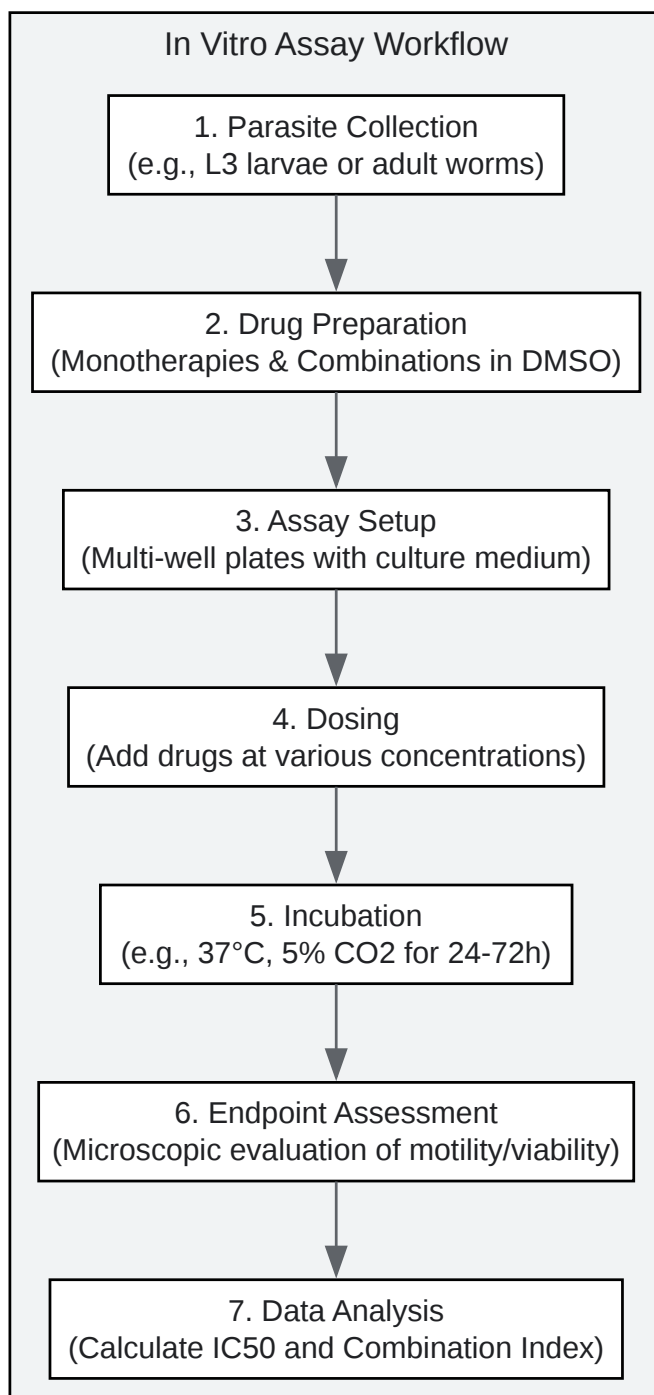 In Vitro Assay Workflow
1. Parasite Collection
(e.g., L3 larvae or adult worms)
2. Drug Preparation
(Monotherapies & Combinations in DMSO)
3. Assay Setup
(Multi-well plates with culture medium)
4. Dosing
(Add drugs at various concentrations)
5. Incubation
(e.g., 37°C, 5% CO2 for 24-72h)
6. Endpoint Assessment
(Microscopic evaluation of motility/viability)
7. Data Analysis
(Calculate IC50 and Combination Index)